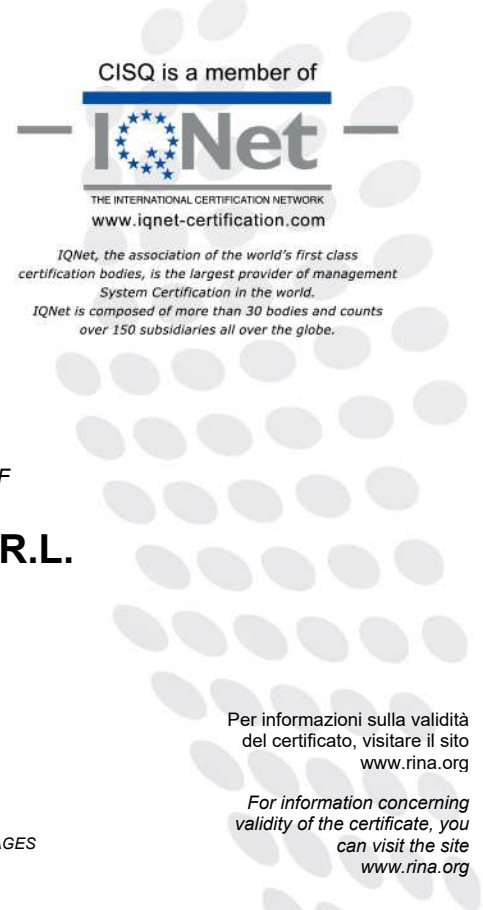 CISQ is a member of
IQNet
THE INTERNATIONAL CERTIFICATION NETWORK
www.iqnet-certification.com
IQNet, the association of the world's first class
certification bodies, is the largest provider of management
System Certification in the world.
IQNet is composed of more than 30 bodies and counts
over 150 subsidiaries all over the globe.
F
R.L.
Per informazioni sulla validità
del certificato, visitare il sito
www.rina.org
For information concerning
validity of the certificate, you
can visit the site
www.rina.org
AGES